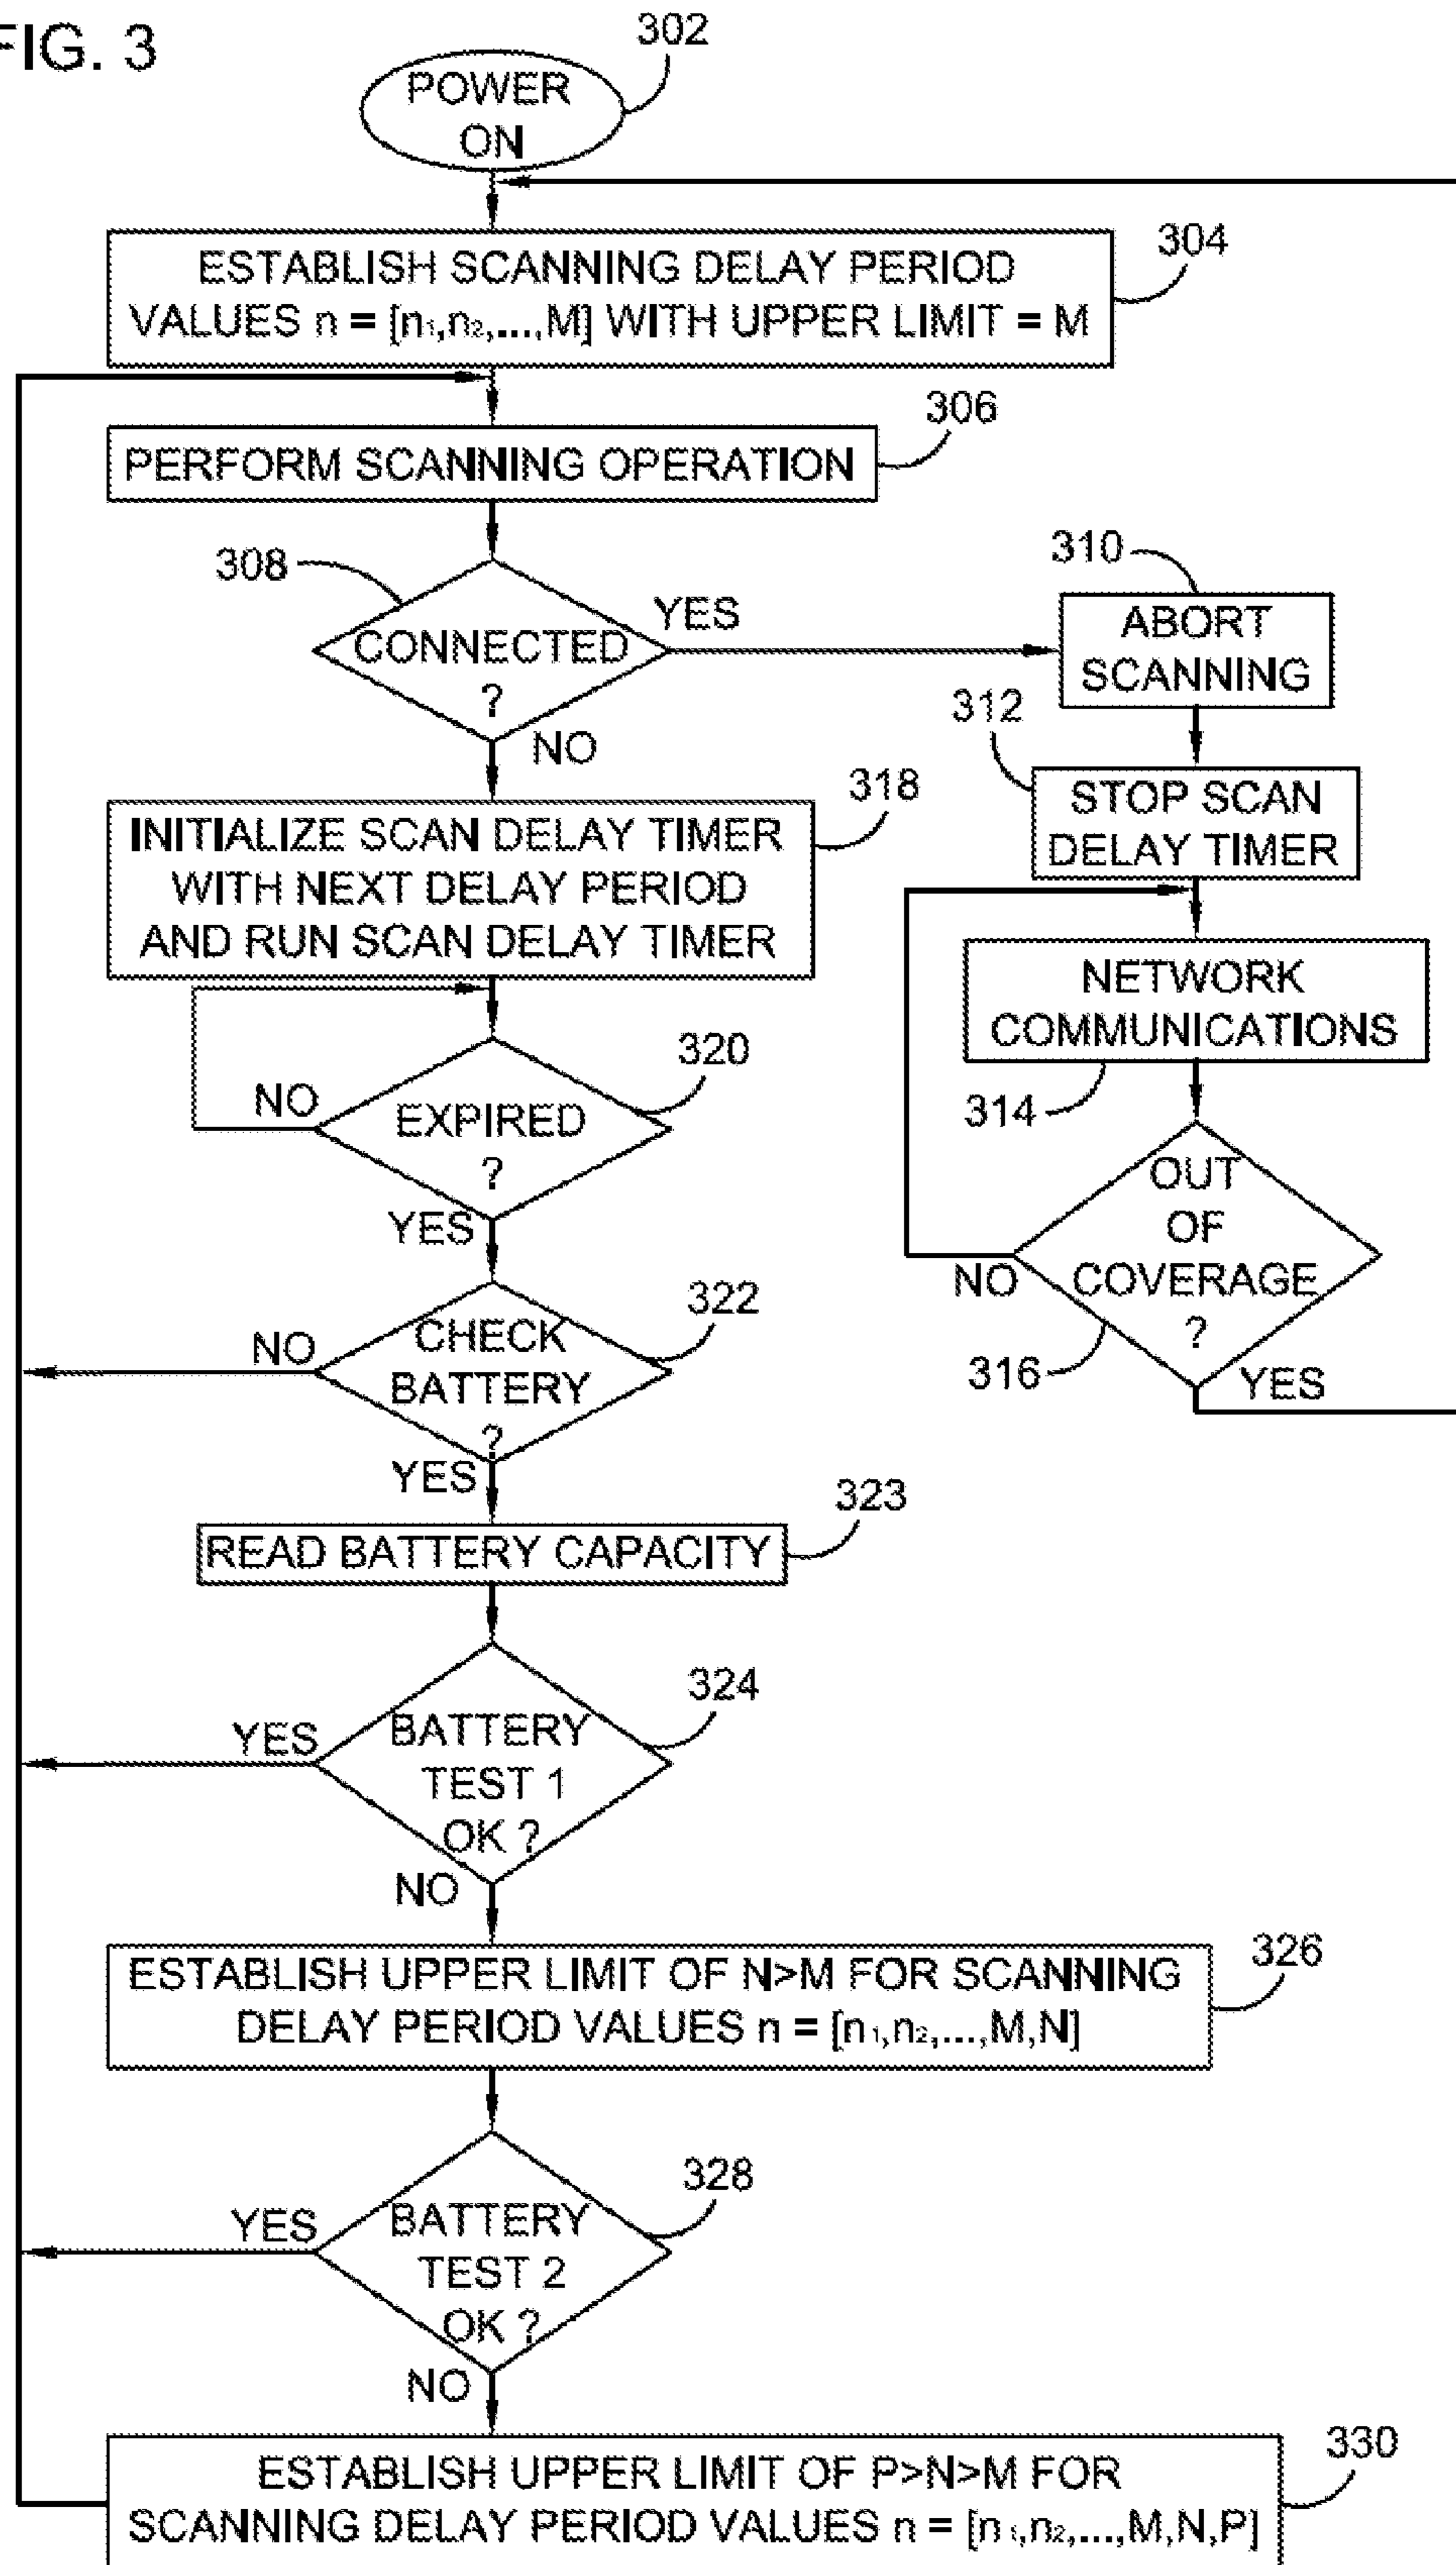 FIG. 3
302
POWER
ON
304
ESTABLISH SCANNING DELAY PERIOD
VALUES n = [n₁,n₂,...,M] WITH UPPER LIMIT = M
306
PERFORM SCANNING OPERATION
308
CONNECTED
?
YES
NO
310
ABORT
SCANNING
312
STOP SCAN
DELAY TIMER
318
INITIALIZE SCAN DELAY TIMER
WITH NEXT DELAY PERIOD
AND RUN SCAN DELAY TIMER
NETWORK
COMMUNICATIONS
314
320
NO
EXPIRED
?
YES
OUT
OF
COVERAGE
?
NO
316
YES
322
NO
CHECK
BATTERY
?
YES
323
READ BATTERY CAPACITY
324
YES
BATTERY
TEST 1
OK ?
NO
326
ESTABLISH UPPER LIMIT OF N>M FOR SCANNING
DELAY PERIOD VALUES n = [n₁,n₂,...,M,N]
328
YES
BATTERY
TEST 2
OK ?
NO
330
ESTABLISH UPPER LIMIT OF P>N>M FOR
SCANNING DELAY PERIOD VALUES n = [n₁,n₂,...,M,N,P]